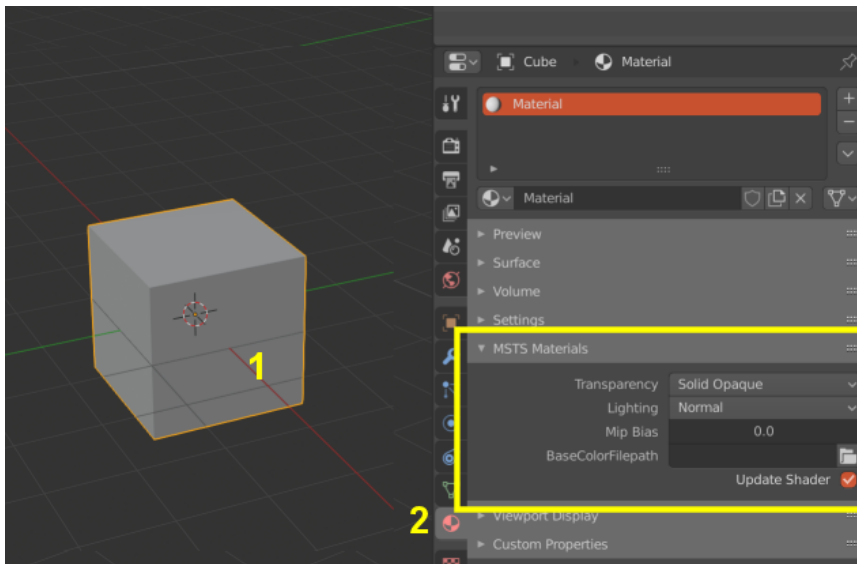 Cube Material
Material
Material
Preview
Surface
Volume
Settings
MSTS Materials
Transparency Solid Opaque
Lighting Normal
Mip Bias 0.0
BaseColorFilepath
Update Shader
Viewport Display
Custom Properties
1
2